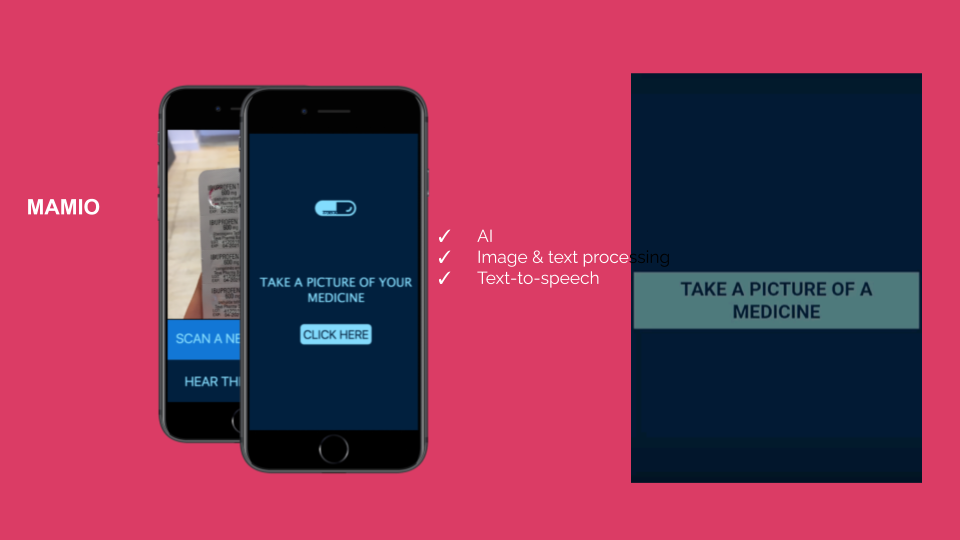 MAMIO
SCAN A NE
HEAR TH
TAKE A PICTURE OF YOUR
MEDICINE
CLICK HERE
✓ AI
✓ Image & text processing
✓ Text-to-speech
TAKE A PICTURE OF A
MEDICINE